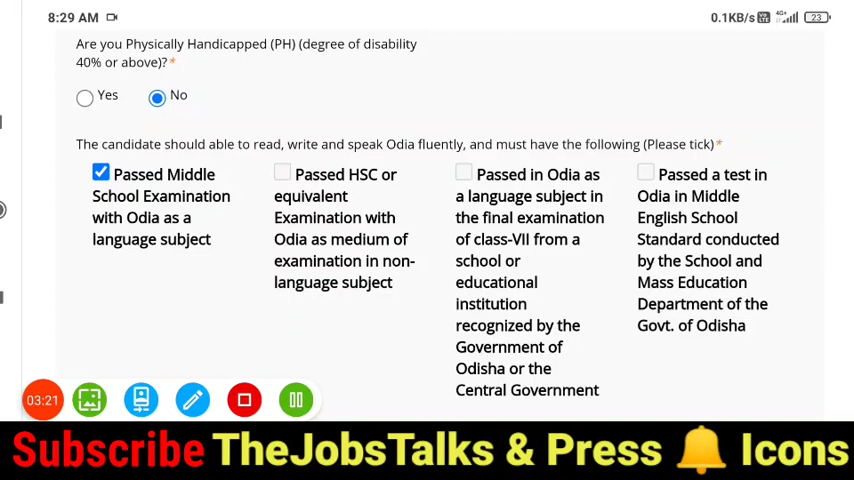 8:29 AM
0.1KB/s 4G+ 23
Are you Physically Handicapped (PH) (degree of disability
40% or above)?*
Yes No
The candidate should able to read, write and speak Odia fluently, and must have the following (Please tick)*
Passed Middle
School Examination
with Odia as a
language subject
Passed HSC or
equivalent
Examination with
Odia as medium of
examination in non-
language subject
Passed in Odia as
a language subject in
the final examination
of class-VII from a
school or
educational
institution
recognized by the
Government of
Odisha or the
Central Government
Passed a test in
Odia in Middle
English School
Standard conducted
by the School and
Mass Education
Department of the
Govt. of Odisha
03:21
Subscribe TheJobsTalks & Press Icons